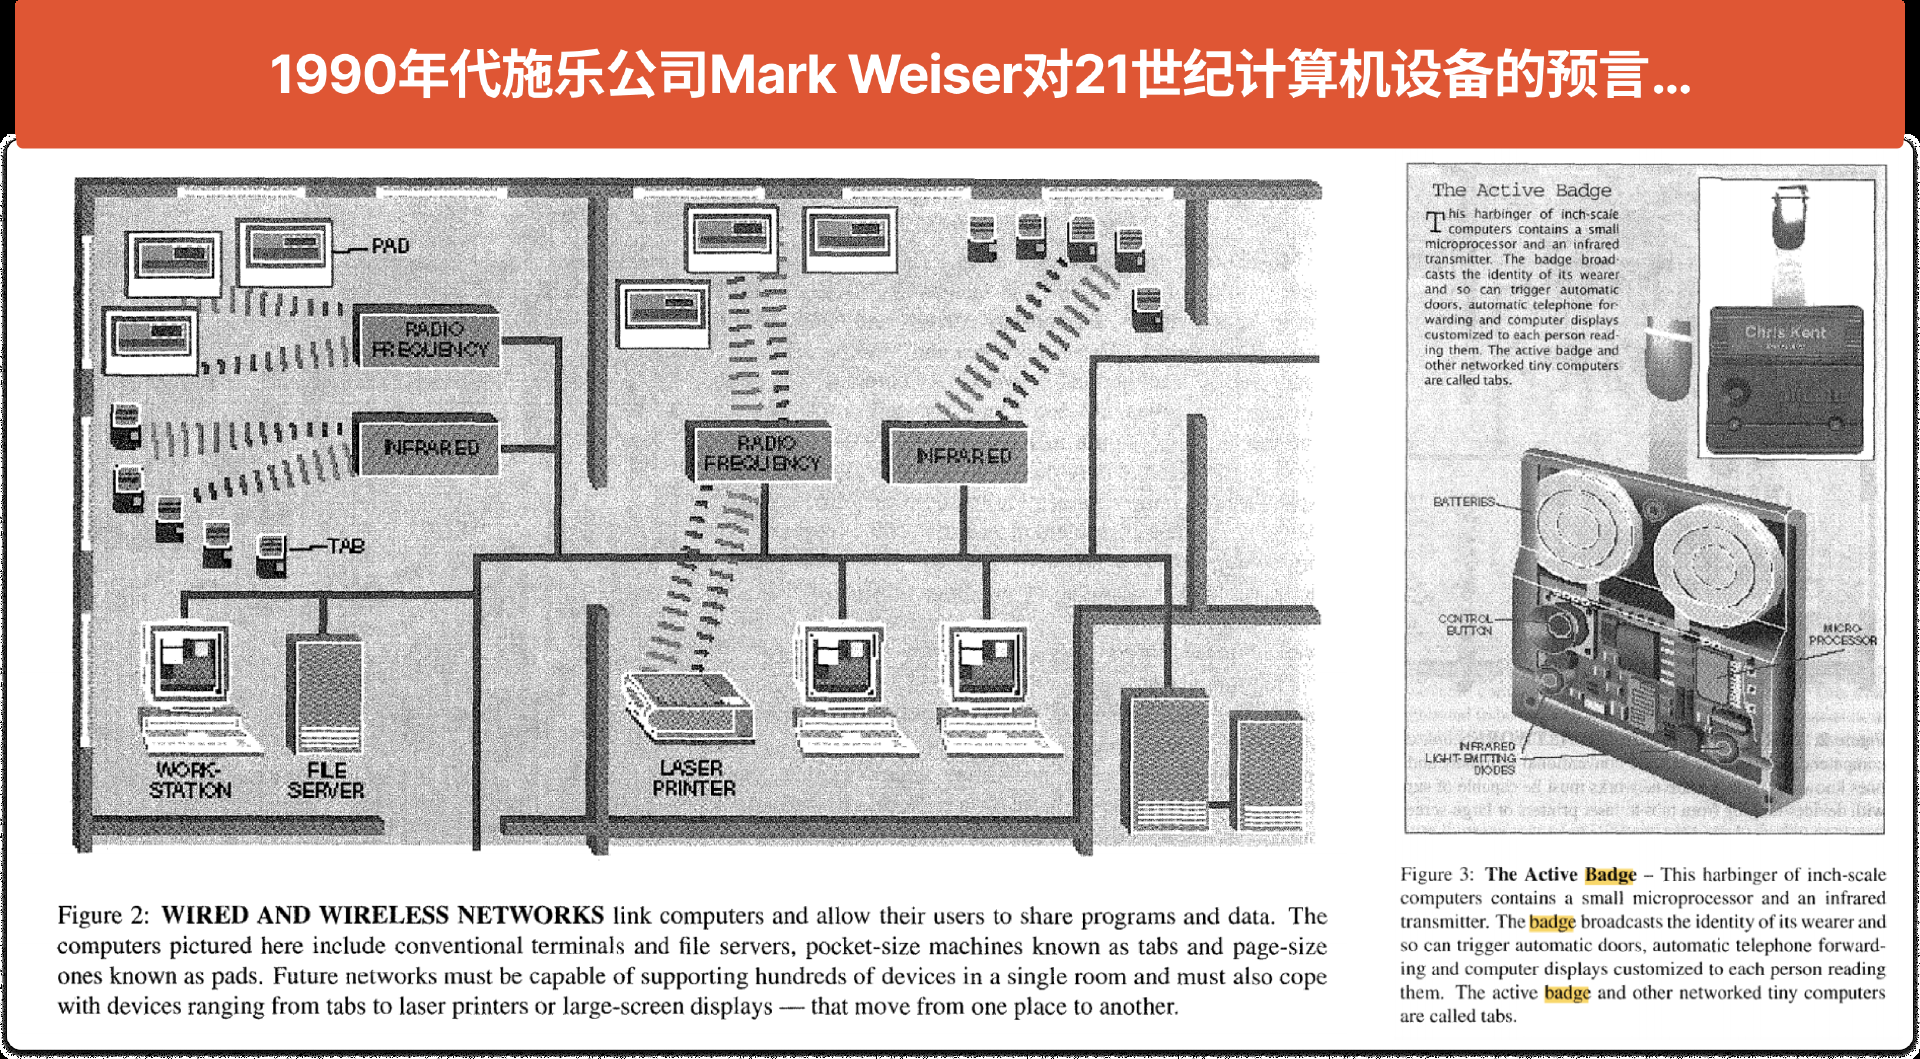 1990年代施乐公司Mark Weiser对21世纪计算机设备的预言...
PAD
RADIO
FREQUENCY
INFRARED
TAB
WORK-
STATION
FILE
SERVER
RADIO
FREQUENCY
INFRARED
LASER
PRINTER
Figure 2: WIRED AND WIRELESS NETWORKS link computers and allow their users to share programs and data. The
computers pictured here include conventional terminals and file servers, pocket-size machines known as tabs and page-size
ones known as pads. Future networks must be capable of supporting hundreds of devices in a single room and must also cope
with devices ranging from tabs to laser printers or large-screen displays — that move from one place to another.
The Active Badge
This harbinger of inch-scale
computers contains a small
microprocessor and an infrared
transmitter. The badge broad-
casts the identity of its wearer
and so can trigger automatic
doors, automatic telephone for-
warding and computer displays
customized to each person read-
ing them. The active badge and
other networked tiny computers
are called tabs.
Chris Kent
BATTERIES
CONTROL
BUTTON
MICRO-
PROCESSOR
INFRARED
LIGHT-EMITTING
DIODES
Figure 3: The Active Badge – This harbinger of inch-scale
computers contains a small microprocessor and an infrared
transmitter. The badge broadcasts the identity of its wearer and
so can trigger automatic doors, automatic telephone forward-
ing and computer displays customized to each person reading
them. The active badge and other networked tiny computers
are called tabs.